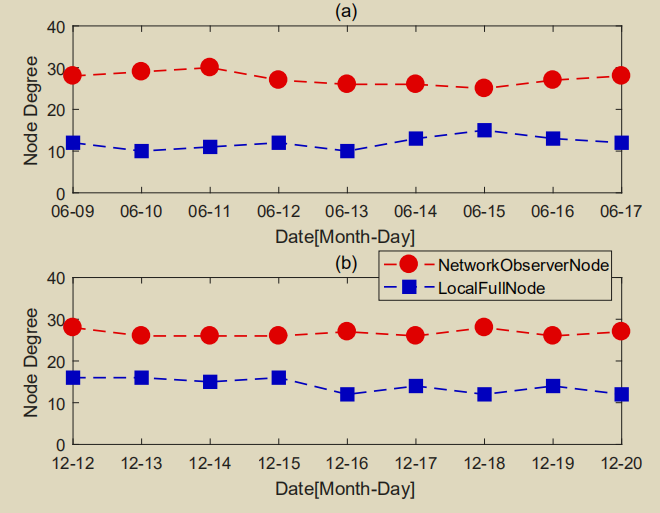 (a)
40
30
20
10
0
Node Degree
06-09 06-10 06-11 06-12 06-13 06-14 06-15 06-16 06-17
Date[Month-Day]
(b)
NetworkObserverNode
LocalFullNode
40
30
20
10
0
Node Degree
12-12 12-13 12-14 12-15 12-16 12-17 12-18 12-19 12-20
Date[Month-Day]